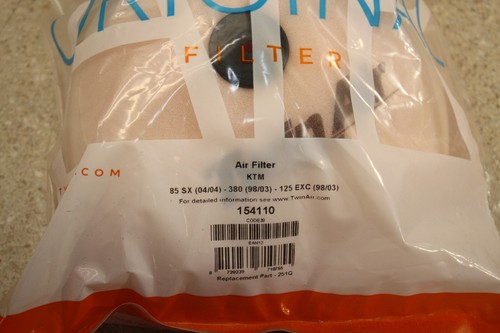 ORIGINAL
FILTER
.COM
Air Filter
KTM
85 SX (04/04) - 380 (98/03) - 125 EXC (98/03)
For detailed information see www.TwinAir.com
154110
Replacement Part - 251Q